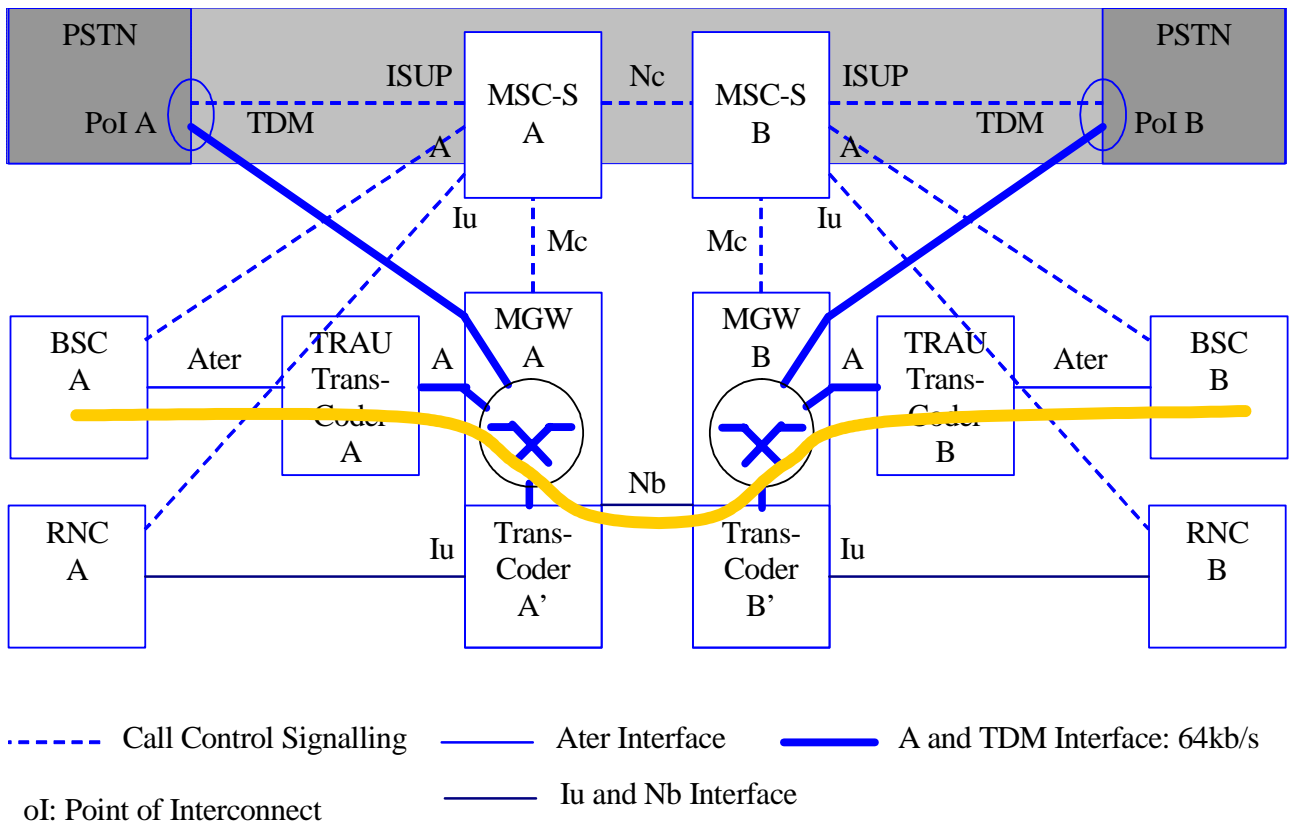 PSTN
PSTN
ISUP
Nc
ISUP
MSC-S
A
MSC-S
B
PoI A
TDM
TDM
PoI B
A
A
Iu
Iu
Mc
Mc
MGW
A
MGW
B
BSC
A
Ater
TRAU
Trans-
Coder
A
A
A
TRAU
Trans-
Coder
B
Ater
BSC
B
Nb
RNC
A
Iu
Trans-
Coder
A’
Trans-
Coder
B’
Iu
RNC
B
Call Control Signalling
Ater Interface
A and TDM Interface: 64kb/s
oI: Point of Interconnect
Iu and Nb Interface